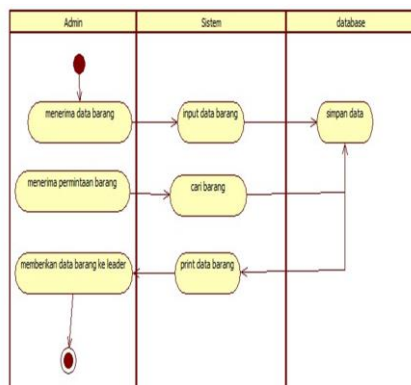 Admin
Sistem
database
menerima data barang
input data barang
simpan data
menerima permintaan barang
cari barang
memberikan data barang ke leader
print data barang